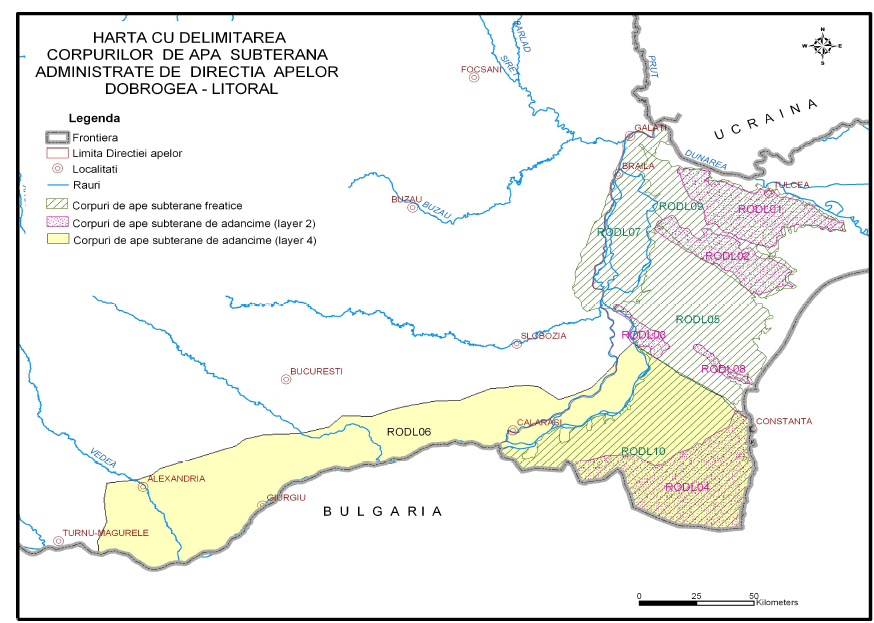 HARTA CU DELIMITAREA
CORPURILOR DE APA SUBTERANA
ADMINISTRATE DE DIRECTIA APELOR
DOBROGEA - LITORAL
Legenda
Frontiera
Limita Directiei apelor
Localitati
Rauri
Corpuri de ape subterane freatice
Corpuri de ape subterane de adancime (layer 2)
Corpuri de ape subterane de adancime (layer 4)
N
W
E
S
BARLAD
SIRET
PRUT
FOCSANI
UCRAINA
GALATI
DUNAREA
BRAILA
TULCEA
BUZAU
BUZAU
RODL09
RODL01
RODL07
RODL02
RODL05
RODL03
SLOBOZIA
RODL08
BUCURESTI
CALARASI
CONSTANTA
RODL06
RODL10
VEDEA
ALEXANDRIA
RODL04
GIURGIU
BULGARIA
TURNU-MAGURELE
0 25 50
Kilometers